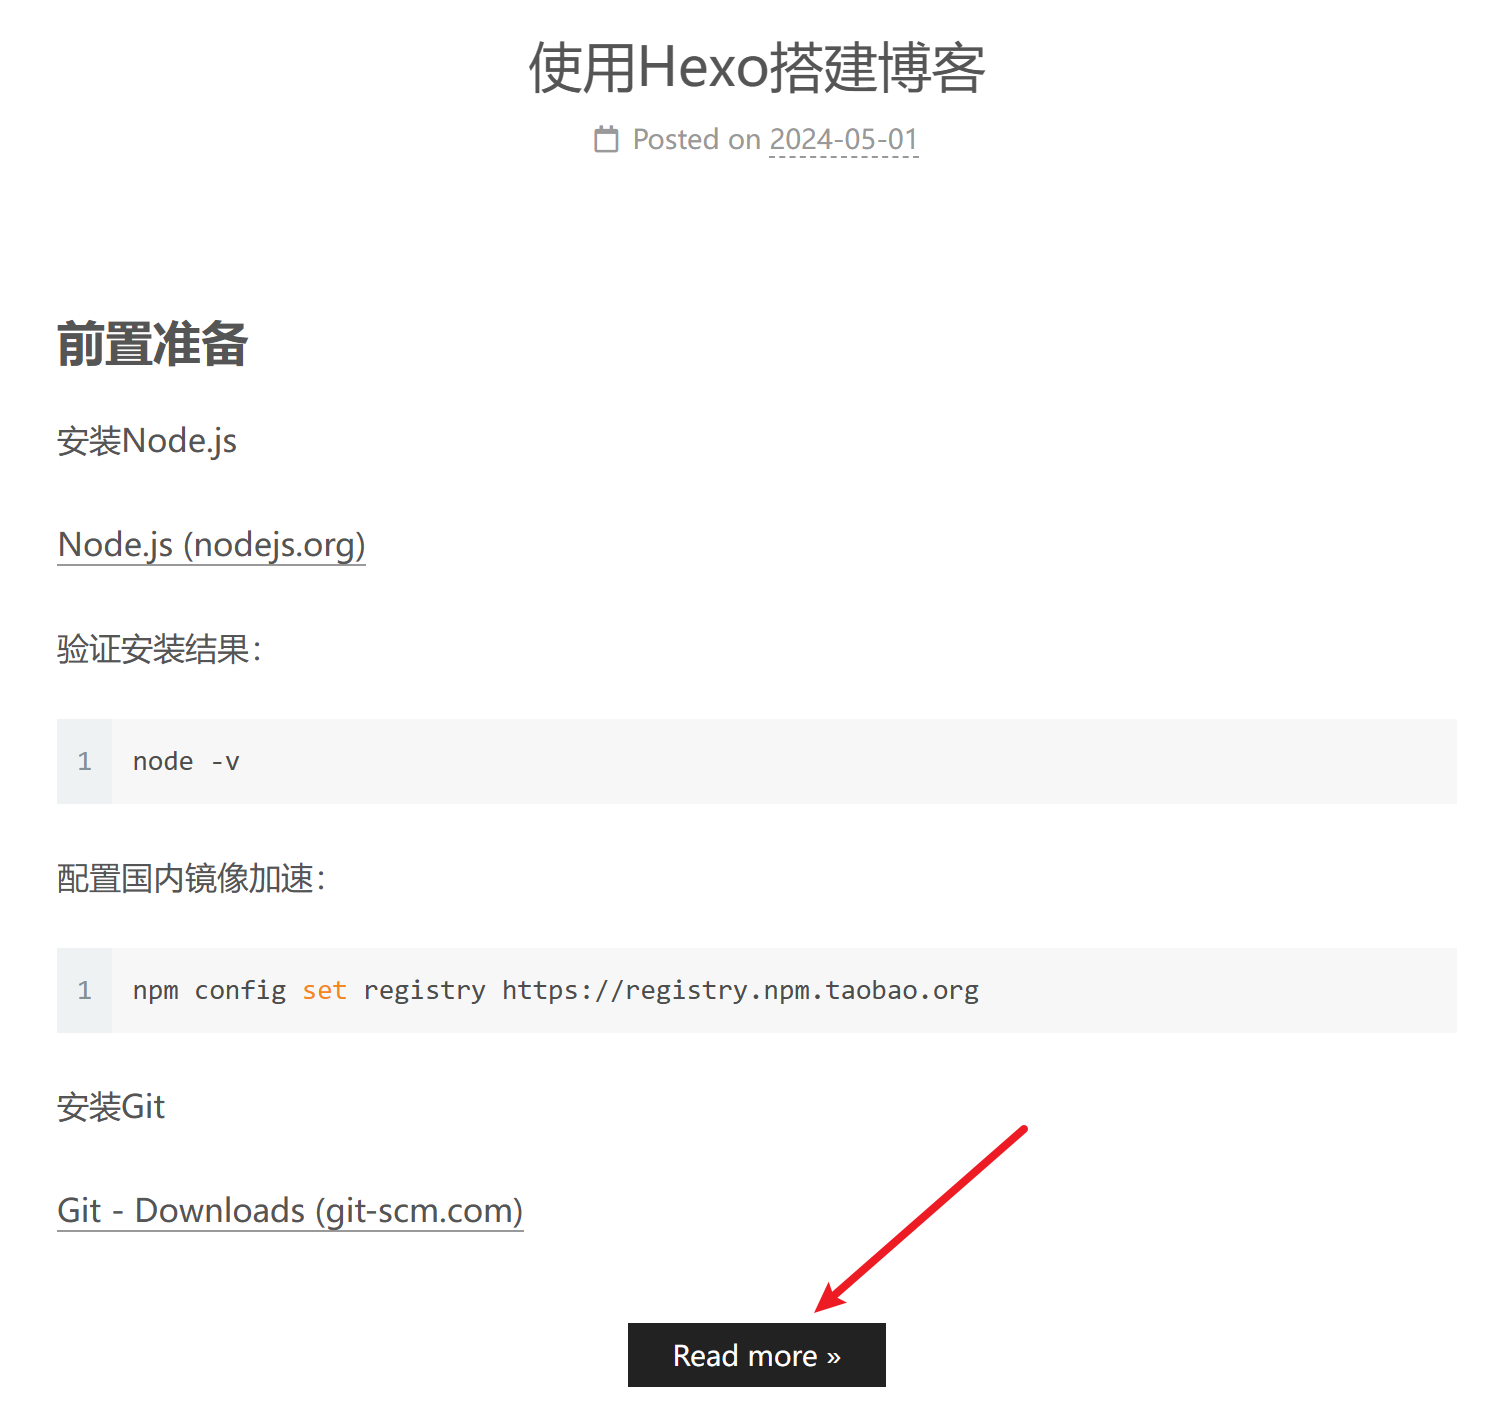 使用Hexo搭建博客
Posted on 2024-05-01
前置准备
安装Node.js
Node.js (nodejs.org)
验证安装结果：
1 node -v
配置国内镜像加速：
1 npm config set registry https://registry.npm.taobao.org
安装Git
Git - Downloads (git-scm.com)
Read more »